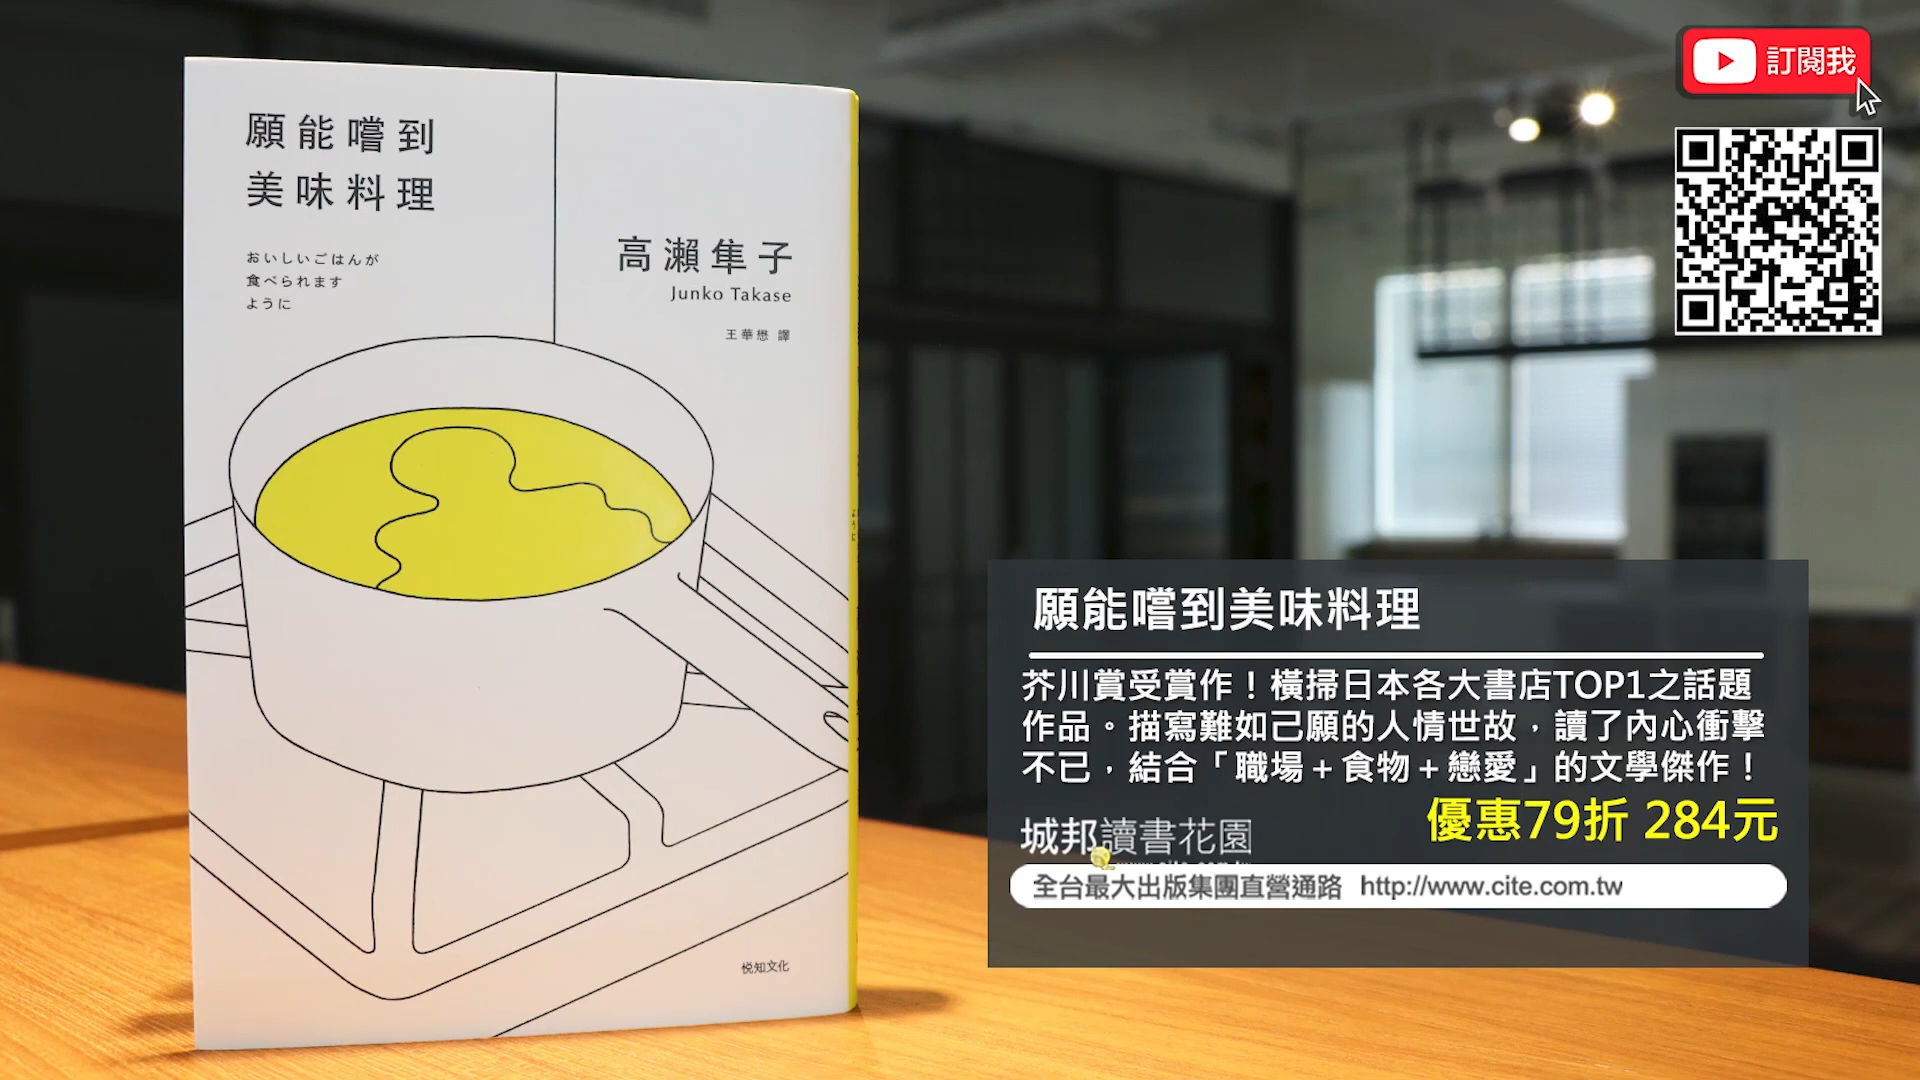 願能嚐到
美味料理
おいしいごはんが
食べられます
ように
高瀨隼子
Junko Takase
王華懋 譯
悦知文化
ように
訂閱我
願能嚐到美味料理
芥川賞受賞作！橫掃日本各大書店TOP1之話題
作品。描寫難如己願的人情世故，讀了內心衝擊
不已，結合「職場＋食物＋戀愛」的文學傑作！
優惠79折 284元
城邦讀書花園
全台最大出版集團直營通路 http://www.cite.com.tw